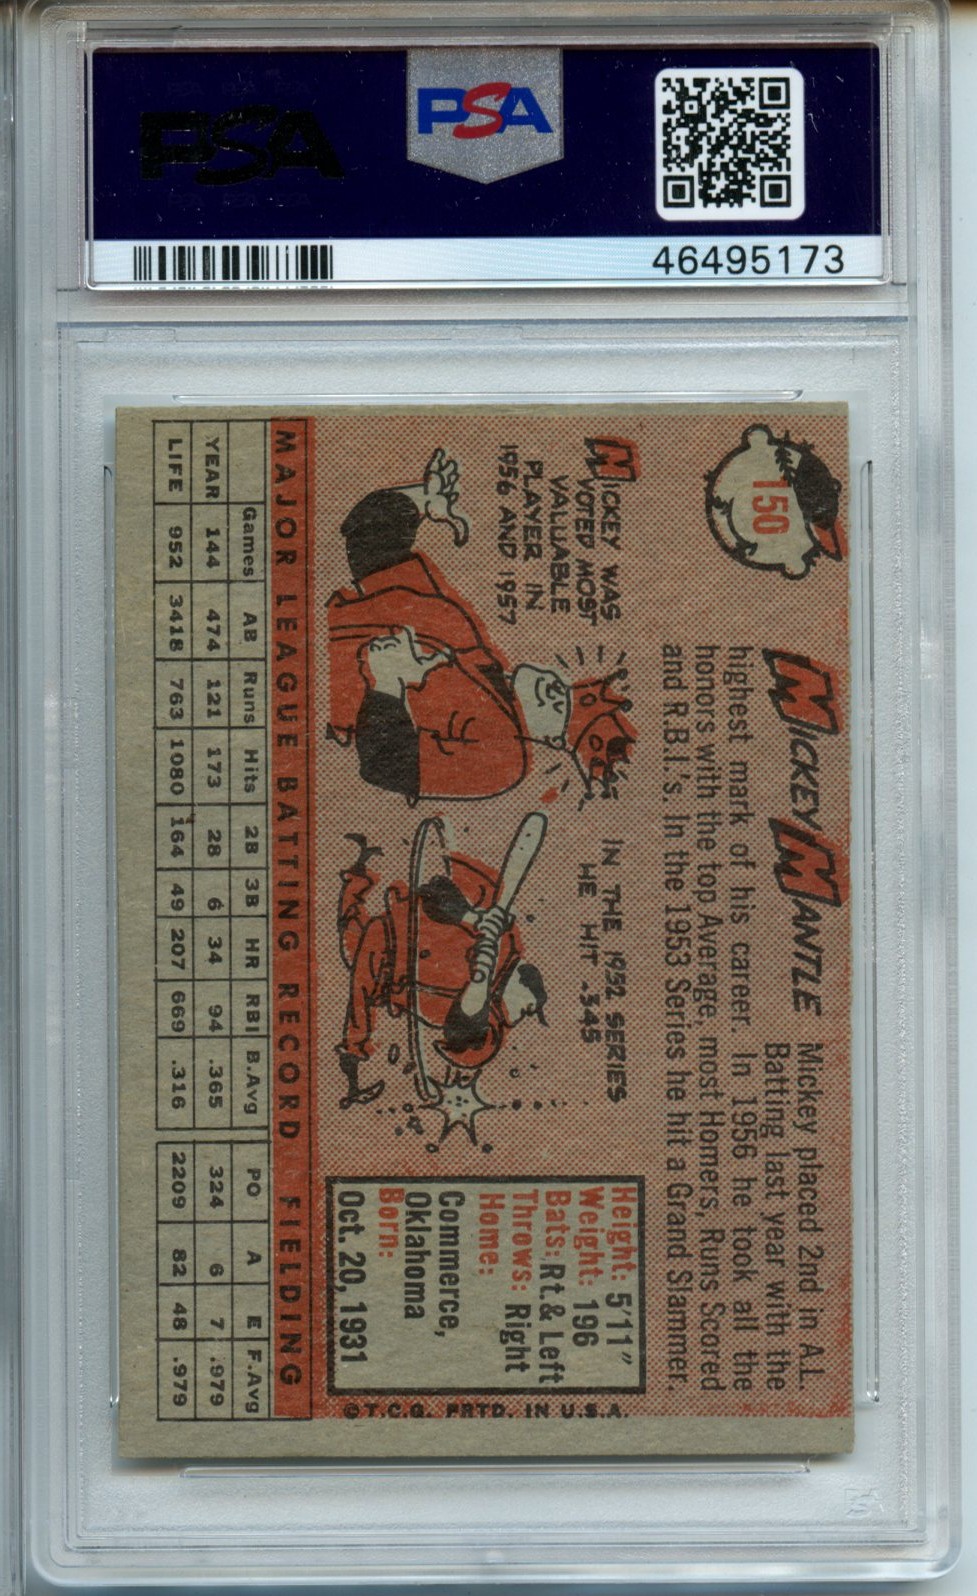 PSA
PSA
46495173
150
MICKEY MANTLE
Mickey placed 2nd in A.L.
Batting last year with the
highest mark of his career. In 1956 he took all the
honors with the top Average, most Homers, Runs Scored
and R.B.I.'s. In the 1953 Series he hit a Grand Slammer.
MICKEY WAS
VOTED MOST
VALUABLE
PLAYER IN
1956 AND 1957
IN THE 1952 SERIES
HE HIT .345
Height: 5'11"
Weight: 196
Bats: Rt. & Left
Throws: Right
Home:
Commerce,
Oklahoma
Born:
Oct. 20, 1931
©T.C.G. PRTD. IN U.S.A.
MAJOR LEAGUE BATTING RECORD FIELDING
Games AB Runs Hits 2B 3B HR RBI B.Avg PO A E F.Avg
YEAR 144 474 121 173 28 6 34 94 .365 324 6 7 .979
LIFE 952 3418 763 1080 164 49 207 669 .316 2209 82 48 .979